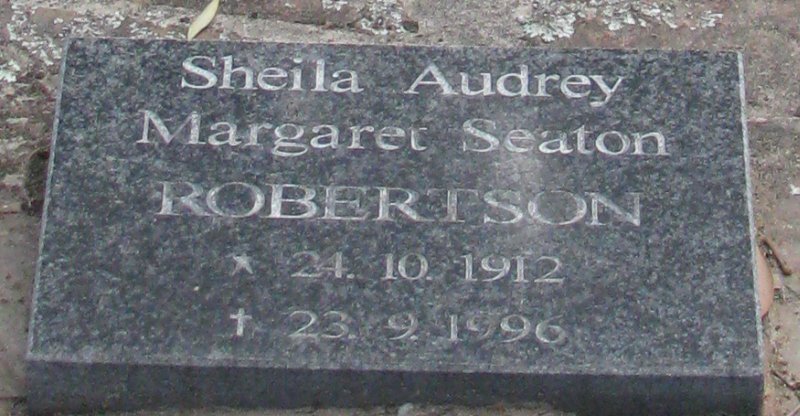 Sheila Audrey
Margaret Seaton
ROBERTSON
* 24. 10. 1912
† 23. 9. 1996